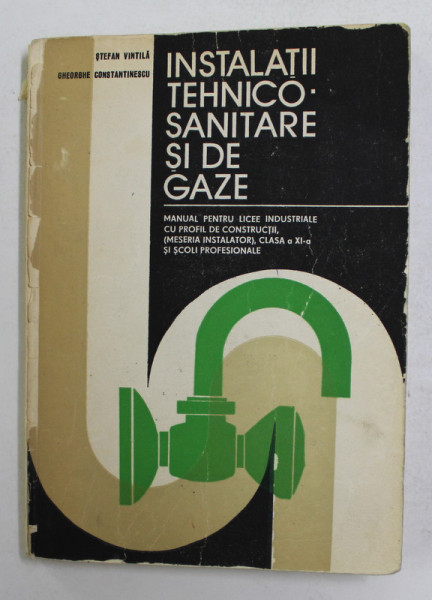 ȘTEFAN VINTILĂ
GHEORGHE CONSTANTINESCU
INSTALAȚII
TEHNICO-
SANITARE
ȘI DE
GAZE
MANUAL PENTRU LICEE INDUSTRIALE
CU PROFIL DE CONSTRUCȚII,
(MESERIA INSTALATOR), CLASA a XI-a
ȘI ȘCOLI PROFESIONALE